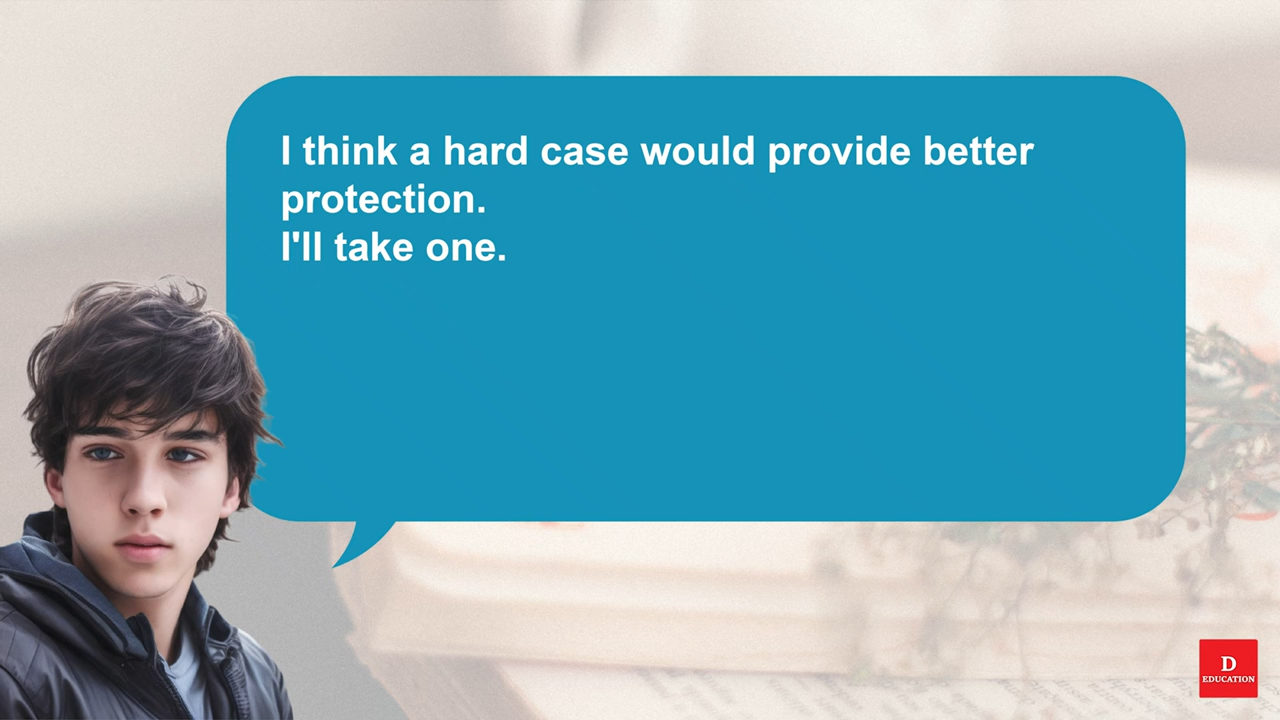 I think a hard case would provide better
protection.
I'll take one.
D
EDUCATION